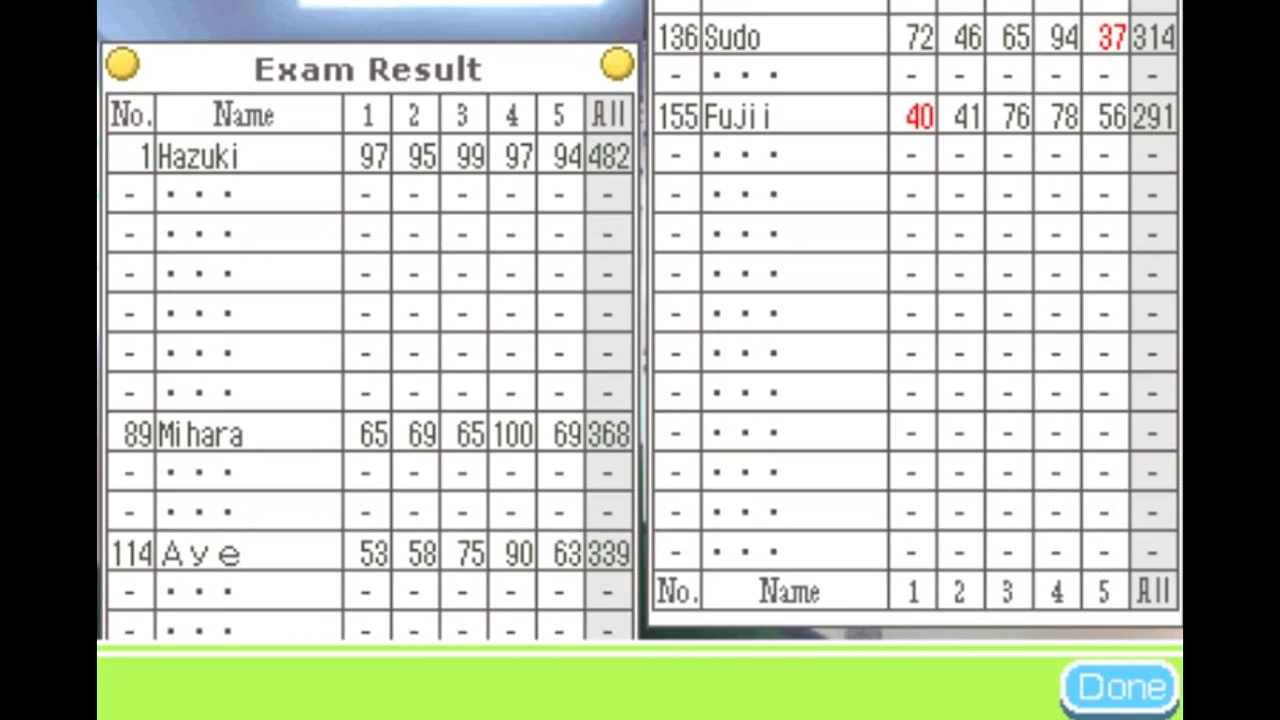 Exam Result
No. Name 1 2 3 4 5 All
1 Hazuki 97 95 99 97 94 482
- ・・・ - - - - - -
- ・・・ - - - - - -
- ・・・ - - - - - -
- ・・・ - - - - - -
- ・・・ - - - - - -
- ・・・ - - - - - -
89 Mihara 65 69 65 100 69 368
- ・・・ - - - - - -
- ・・・ - - - - - -
114 Aye 53 58 75 90 63 339
- ・・・ - - - - - -
- ・・・ - - - - - -
136 Sudo 72 46 65 94 37 314
- ・・・ - - - - - -
155 Fujii 40 41 76 78 56 291
- ・・・ - - - - - -
- ・・・ - - - - - -
- ・・・ - - - - - -
- ・・・ - - - - - -
- ・・・ - - - - - -
- ・・・ - - - - - -
- ・・・ - - - - - -
- ・・・ - - - - - -
- ・・・ - - - - - -
- ・・・ - - - - - -
- ・・・ - - - - - -
No. Name 1 2 3 4 5 All
Done